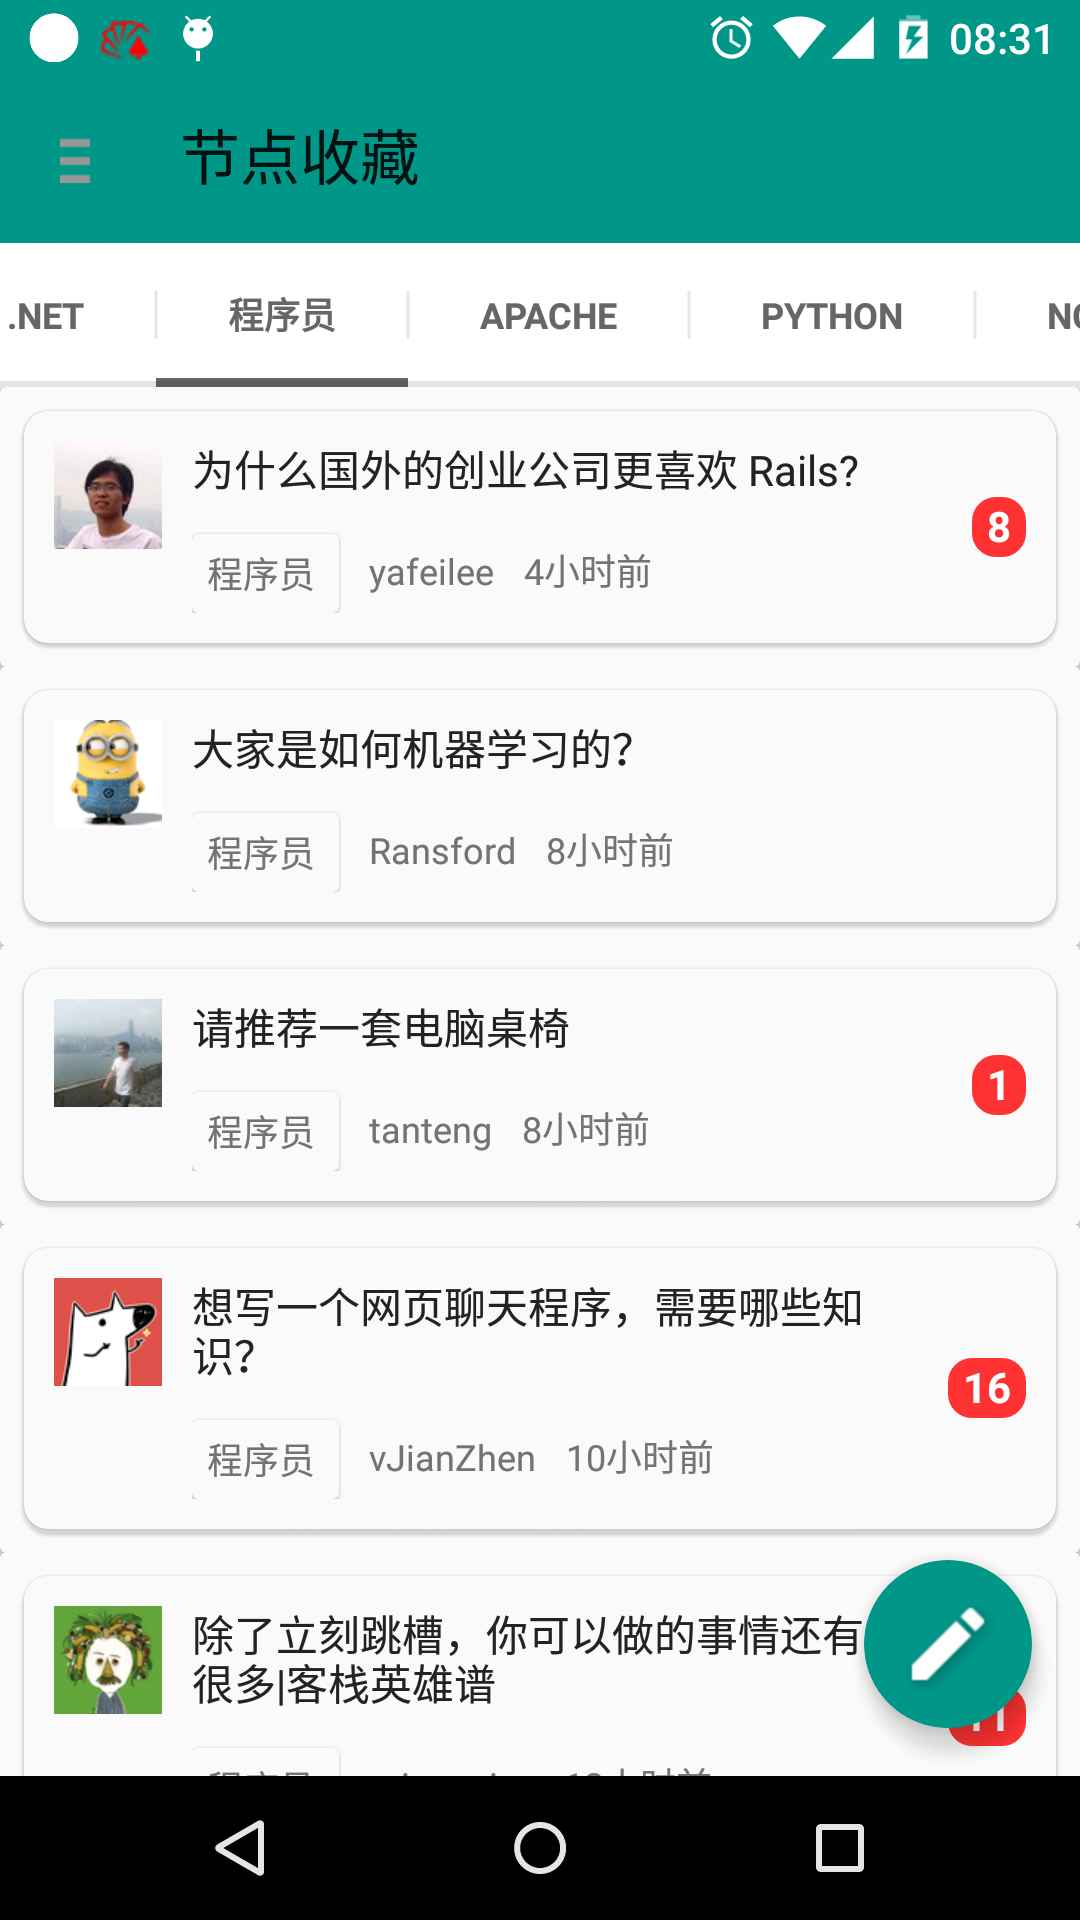 08:31
节点收藏
.NET
程序员
APACHE
PYTHON
为什么国外的创业公司更喜欢 Rails?
8
程序员 yafeilee 4小时前
大家是如何机器学习的？
程序员 Ransford 8小时前
请推荐一套电脑桌椅
1
程序员 tanteng 8小时前
想写一个网页聊天程序，需要哪些知
识？
16
程序员 vJianZhen 10小时前
除了立刻跳槽，你可以做的事情还有
很多|客栈英雄谱
11
程序员